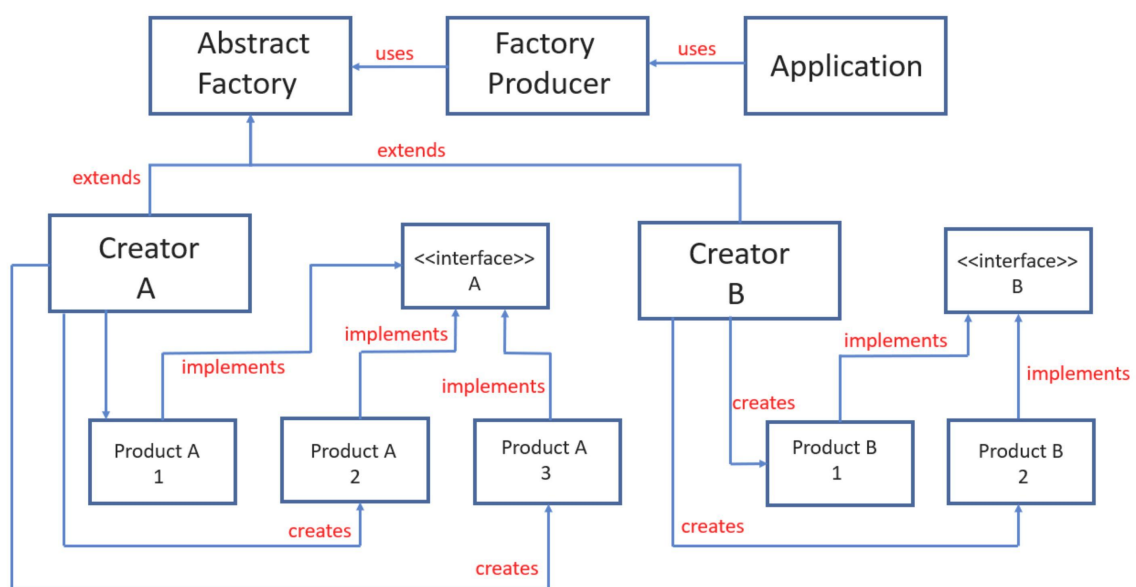 Abstract
Factory
uses
Factory
Producer
uses
Application
extends
extends
Creator
A
<<interface>>
A
Creator
B
<<interface>>
B
implements
implements
implements
implements
implements
creates
Product A
1
Product A
2
Product A
3
Product B
1
Product B
2
creates
creates
creates